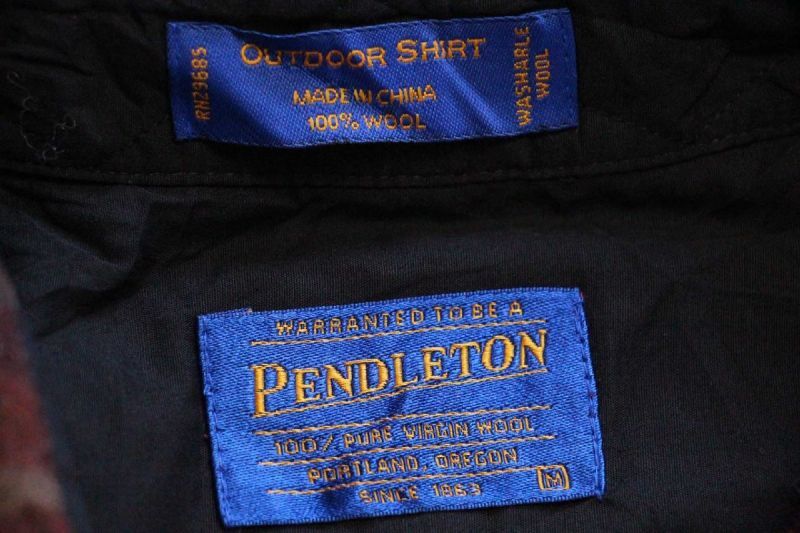 RN29685
OUTDOOR SHIRT
MADE IN CHINA
100% WOOL
WASHABLE
WOOL
WARRANTED TO BE A
PENDLETON
100/ PURE VIRGIN WOOL
PORTLAND, OREGON
SINCE 1863
[M]